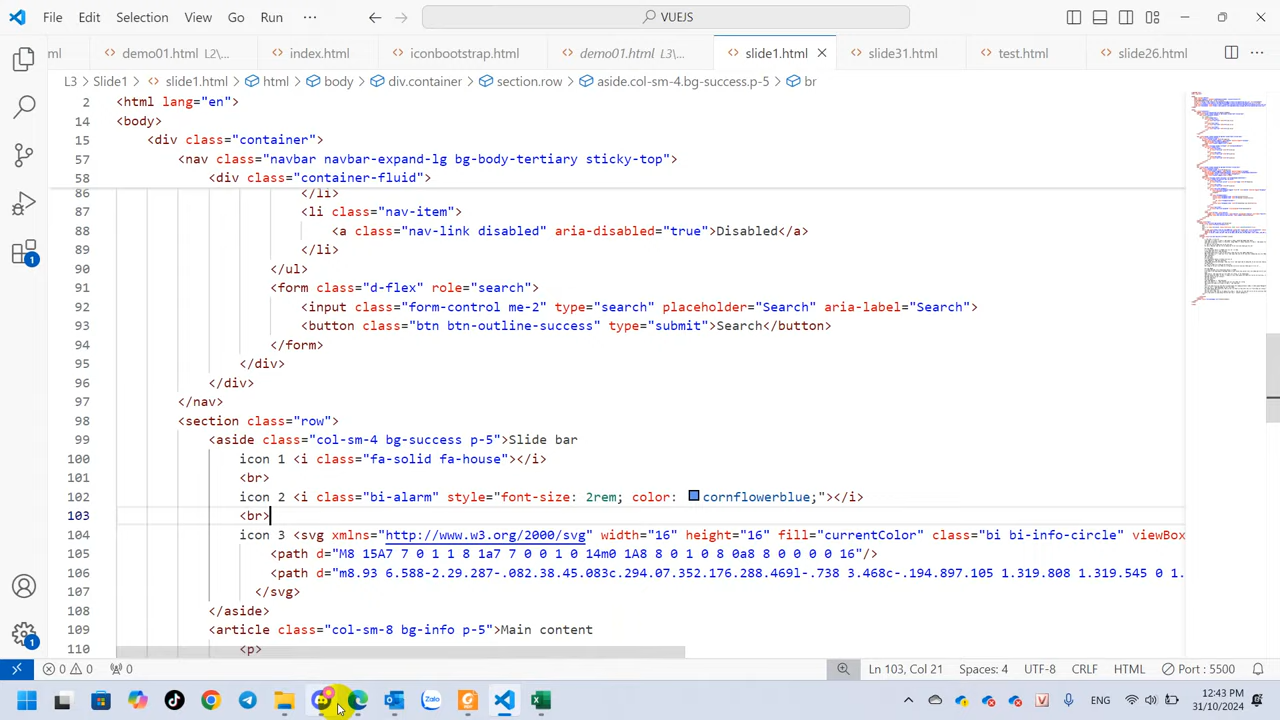 File Edit Selection View Go Run ··· VUEJS
ml demo01.html L2/... index.html iconbootstrap.html demo01.html L3/... slide1.html slide31.html test.html slide26.html
L3 > Slide1 > slide1.html > html > body > div.container > section.row > aside.col-sm-4.bg-success.p-5 > br
2 <html lang="en">
46 <body>
47 <div class="container">
57 <nav class="navbar navbar-expand-lg bg-body-tertiary sticky-top">
58 <div class="container-fluid">
86 </li>
87 <li class="nav-item">
88 <a class="nav-link disabled" aria-disabled="true">Disabled</a>
89 </li>
90 </ul>
91 <form class="d-flex" role="search">
92 <input class="form-control me-2" type="search" placeholder="Search" aria-label="Search">
93 <button class="btn btn-outline-success" type="submit">Search</button>
94 </form>
95 </div>
96 </div>
97 </nav>
98 <section class="row">
99 <aside class="col-sm-4 bg-success p-5">Slide bar
100 icon 1 <i class="fa-solid fa-house"></i>
101 <br>
102 icon 2 <i class="bi-alarm" style="font-size: 2rem; color: cornflowerblue;"></i>
103 <br>
104 icon 3 <svg xmlns="http://www.w3.org/2000/svg" width="16" height="16" fill="currentColor" class="bi bi-info-circle" viewBox
105 <path d="M8 15A7 7 0 1 1 8 1a7 7 0 0 1 0 14m0 1A8 8 0 1 0 8 0a8 8 0 0 0 0 16"/>
106 <path d="m8.93 6.588-2.29.287-.082.38.45.083c.294.07.352.176.288.469l-.738 3.468c-.194.897.105 1.319.808 1.319.545 0 1.
107 </svg>
108 </aside>
109 <article class="col-sm-8 bg-info p-5">Main content
110 <p>
0 0 0 Ln 103, Col 21 Spaces: 4 UTF-8 CRLF HTML Port : 5500
Zalo ENG 12:43 PM
31/10/2024